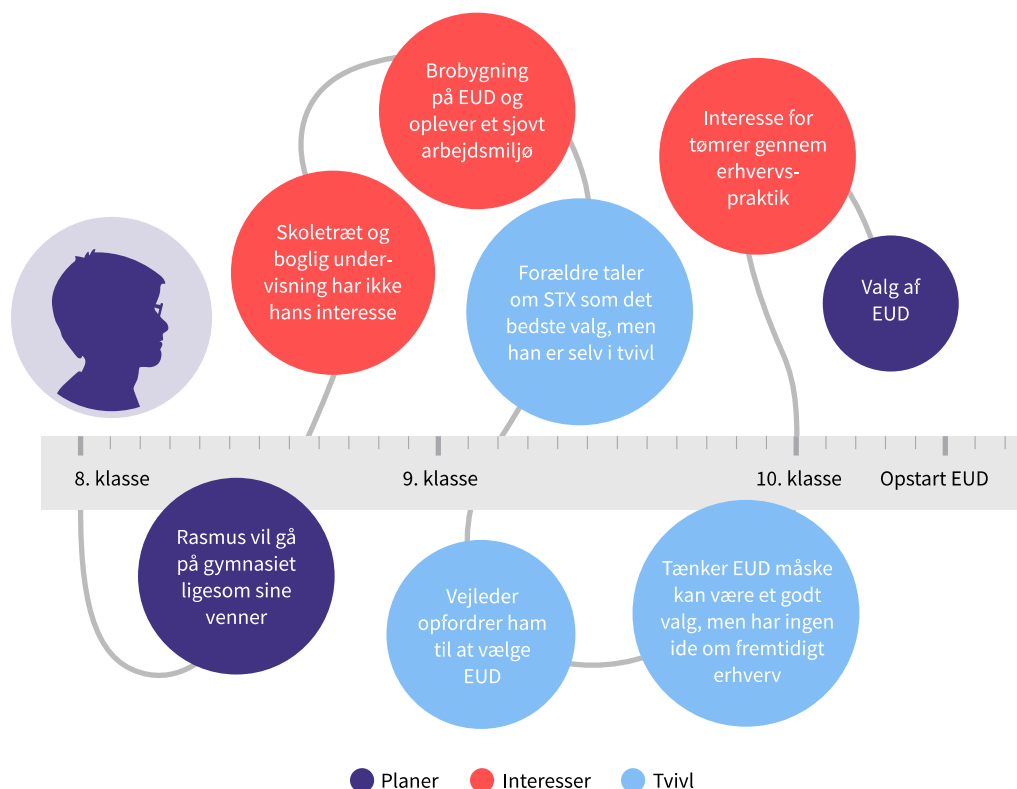 Brobygning
på EUD og
oplever et sjovt
arbejdsmiljø
Interesse for
tømrer gennem
erhvervs-
praktik
Skoletræt og
boglig under-
visning har ikke
hans interesse
Forældre taler
om STX som det
bedste valg, men
han er selv i tvivl
Valg af
EUD
8. klasse
9. klasse
10. klasse
Opstart EUD
Rasmus vil gå
på gymnasiet
ligesom sine
venner
Vejleder
opfordrer ham
til at vælge
EUD
Tænker EUD måske
kan være et godt
valg, men har ingen
ide om fremtidigt
erhverv
Planer
Interesser
Tvivl